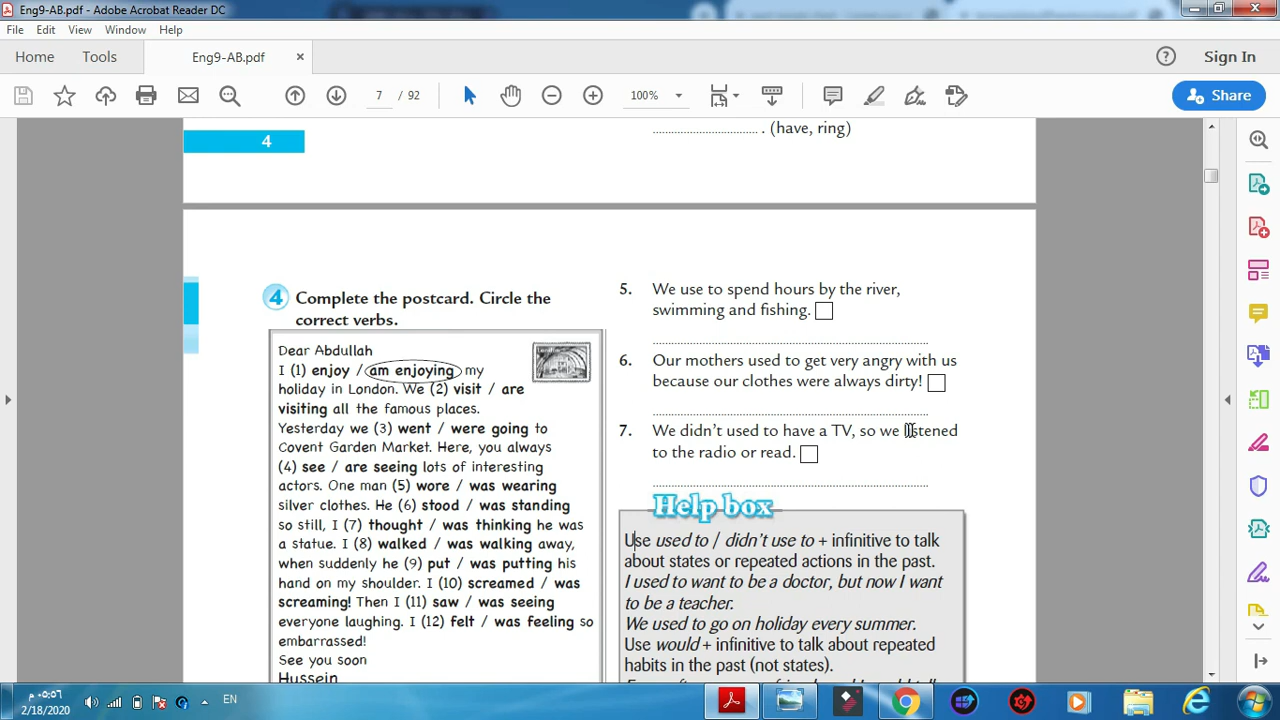 Eng9-AB.pdf - Adobe Acrobat Reader DC
File Edit View Window Help
Home Tools Eng9-AB.pdf × ? Sign In
7 / 92 100% Share
4
.............................. . (have, ring)
4 Complete the postcard. Circle the
correct verbs.
Dear Abdullah
I (1) enjoy / am enjoying my
holiday in London. We (2) visit / are
visiting all the famous places.
Yesterday we (3) went / were going to
Covent Garden Market. Here, you always
(4) see / are seeing lots of interesting
actors. One man (5) wore / was wearing
silver clothes. He (6) stood / was standing
so still, I (7) thought / was thinking he was
a statue. I (8) walked / was walking away,
when suddenly he (9) put / was putting his
hand on my shoulder. I (10) screamed / was
screaming! Then I (11) saw / was seeing
everyone laughing. I (12) felt / was feeling so
embarrassed!
See you soon
Hussein
5. We use to spend hours by the river,
swimming and fishing.
6. Our mothers used to get very angry with us
because our clothes were always dirty!
7. We didn't used to have a TV, so we listened
to the radio or read.
Help box
Use used to / didn't use to + infinitive to talk
about states or repeated actions in the past.
I used to want to be a doctor, but now I want
to be a teacher.
We used to go on holiday every summer.
Use would + infinitive to talk about repeated
habits in the past (not states).
EN
٠٥:٥٦ م
2/18/2020